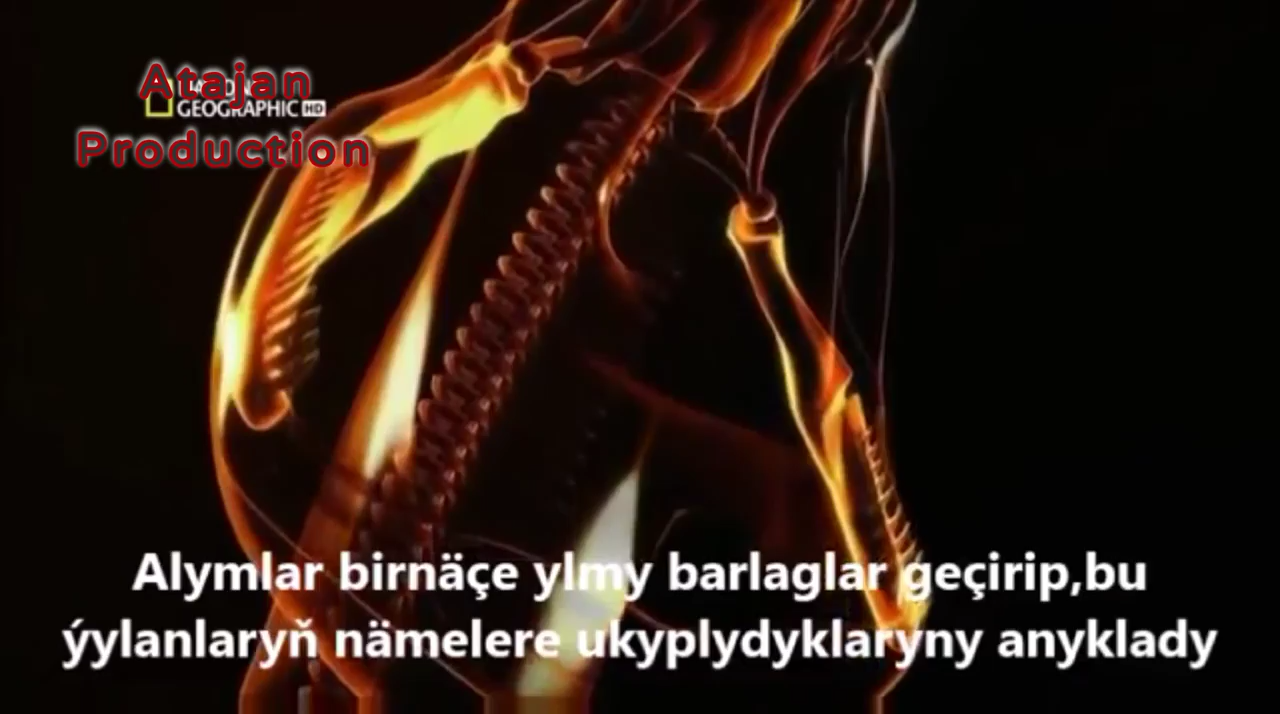 Atajan
GEOGRAPHIC HD
Production
Alymlar birnäçe ylmy barlaglar geçirip,bu
ýylanlaryň nämelere ukyplydyklaryny anyklady